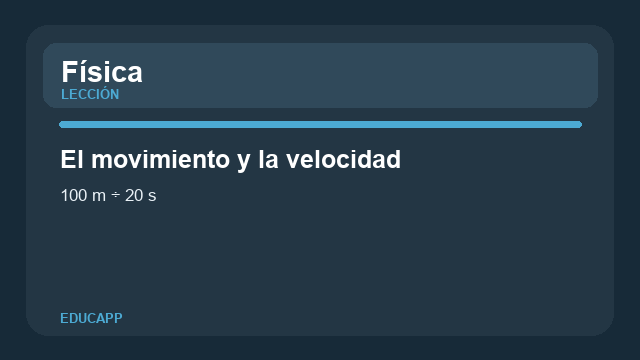 Física
LECCIÓN
El movimiento y la velocidad
100 m ÷ 20 s
EDUCAPP